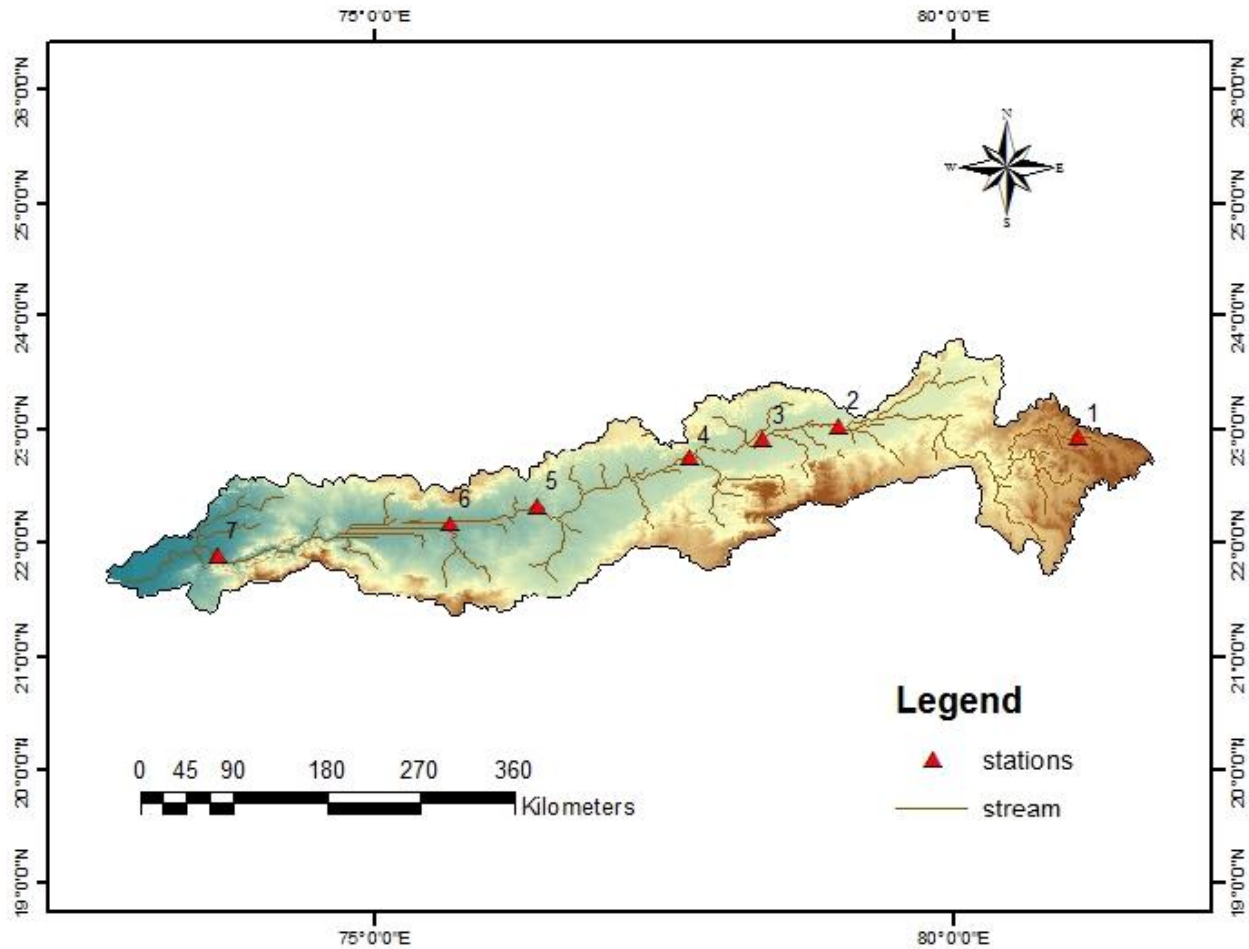 75°0'0"E 80°0'0"E
26°0'0"N 26°0'0"N
N
W E
S
25°0'0"N 25°0'0"N
24°0'0"N 24°0'0"N
23°0'0"N 23°0'0"N
1
2
3
4
5
6
7
22°0'0"N 22°0'0"N
21°0'0"N 21°0'0"N
Legend
stations
stream
0 45 90 180 270 360
Kilometers
20°0'0"N 20°0'0"N
19°0'0"N 19°0'0"N
75°0'0"E 80°0'0"E